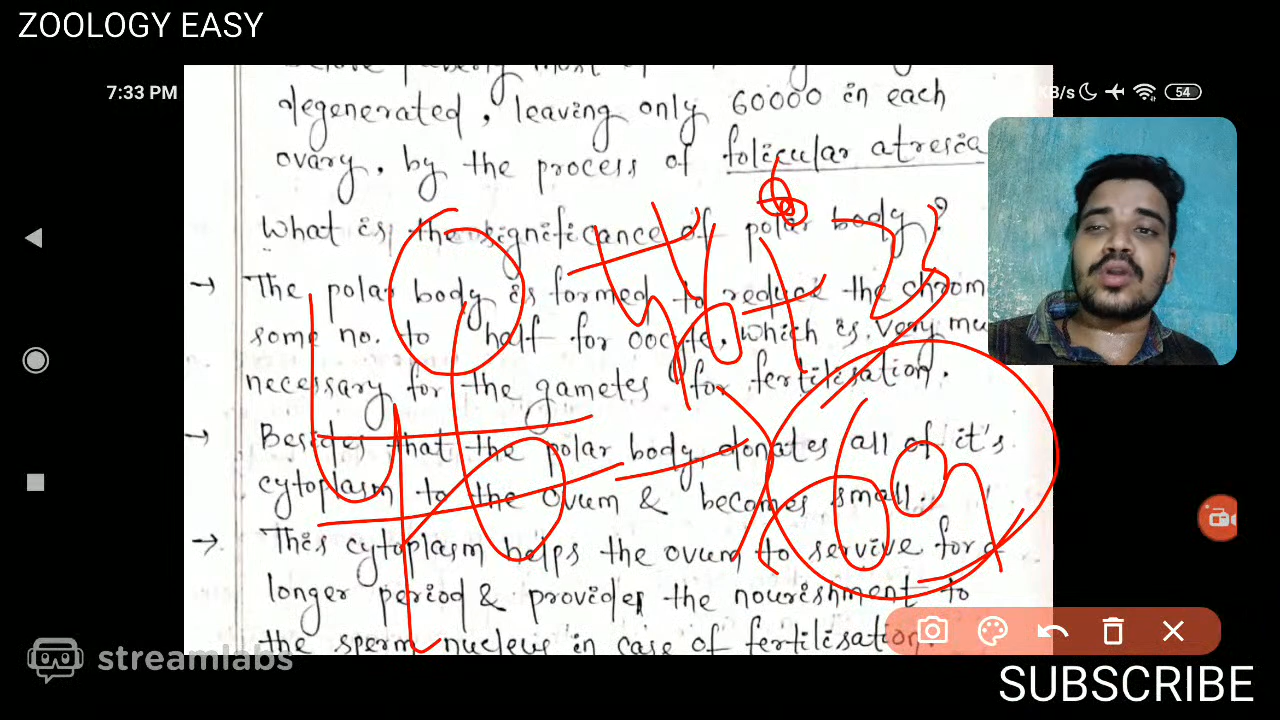 ZOOLOGY EASY
7:33 PM
KB/s
54
degenerated, leaving only 60000 in each
ovary, by the process of folicular atresia
What is the significance of polar body?
→ The polar body is formed to reduce the chrom
some no. to half for oocyte, which is very mu
necessary for the gametes for fertilisation.
→ Besides that the polar body, donates all of it's
cytoplasm to the ovum & becomes small.
→ This cytoplasm helps the ovum to servive for a
longer period & provides the nourishment to
the sperm nucleus in case of fertilisation.
streamlabs
SUBSCRIBE